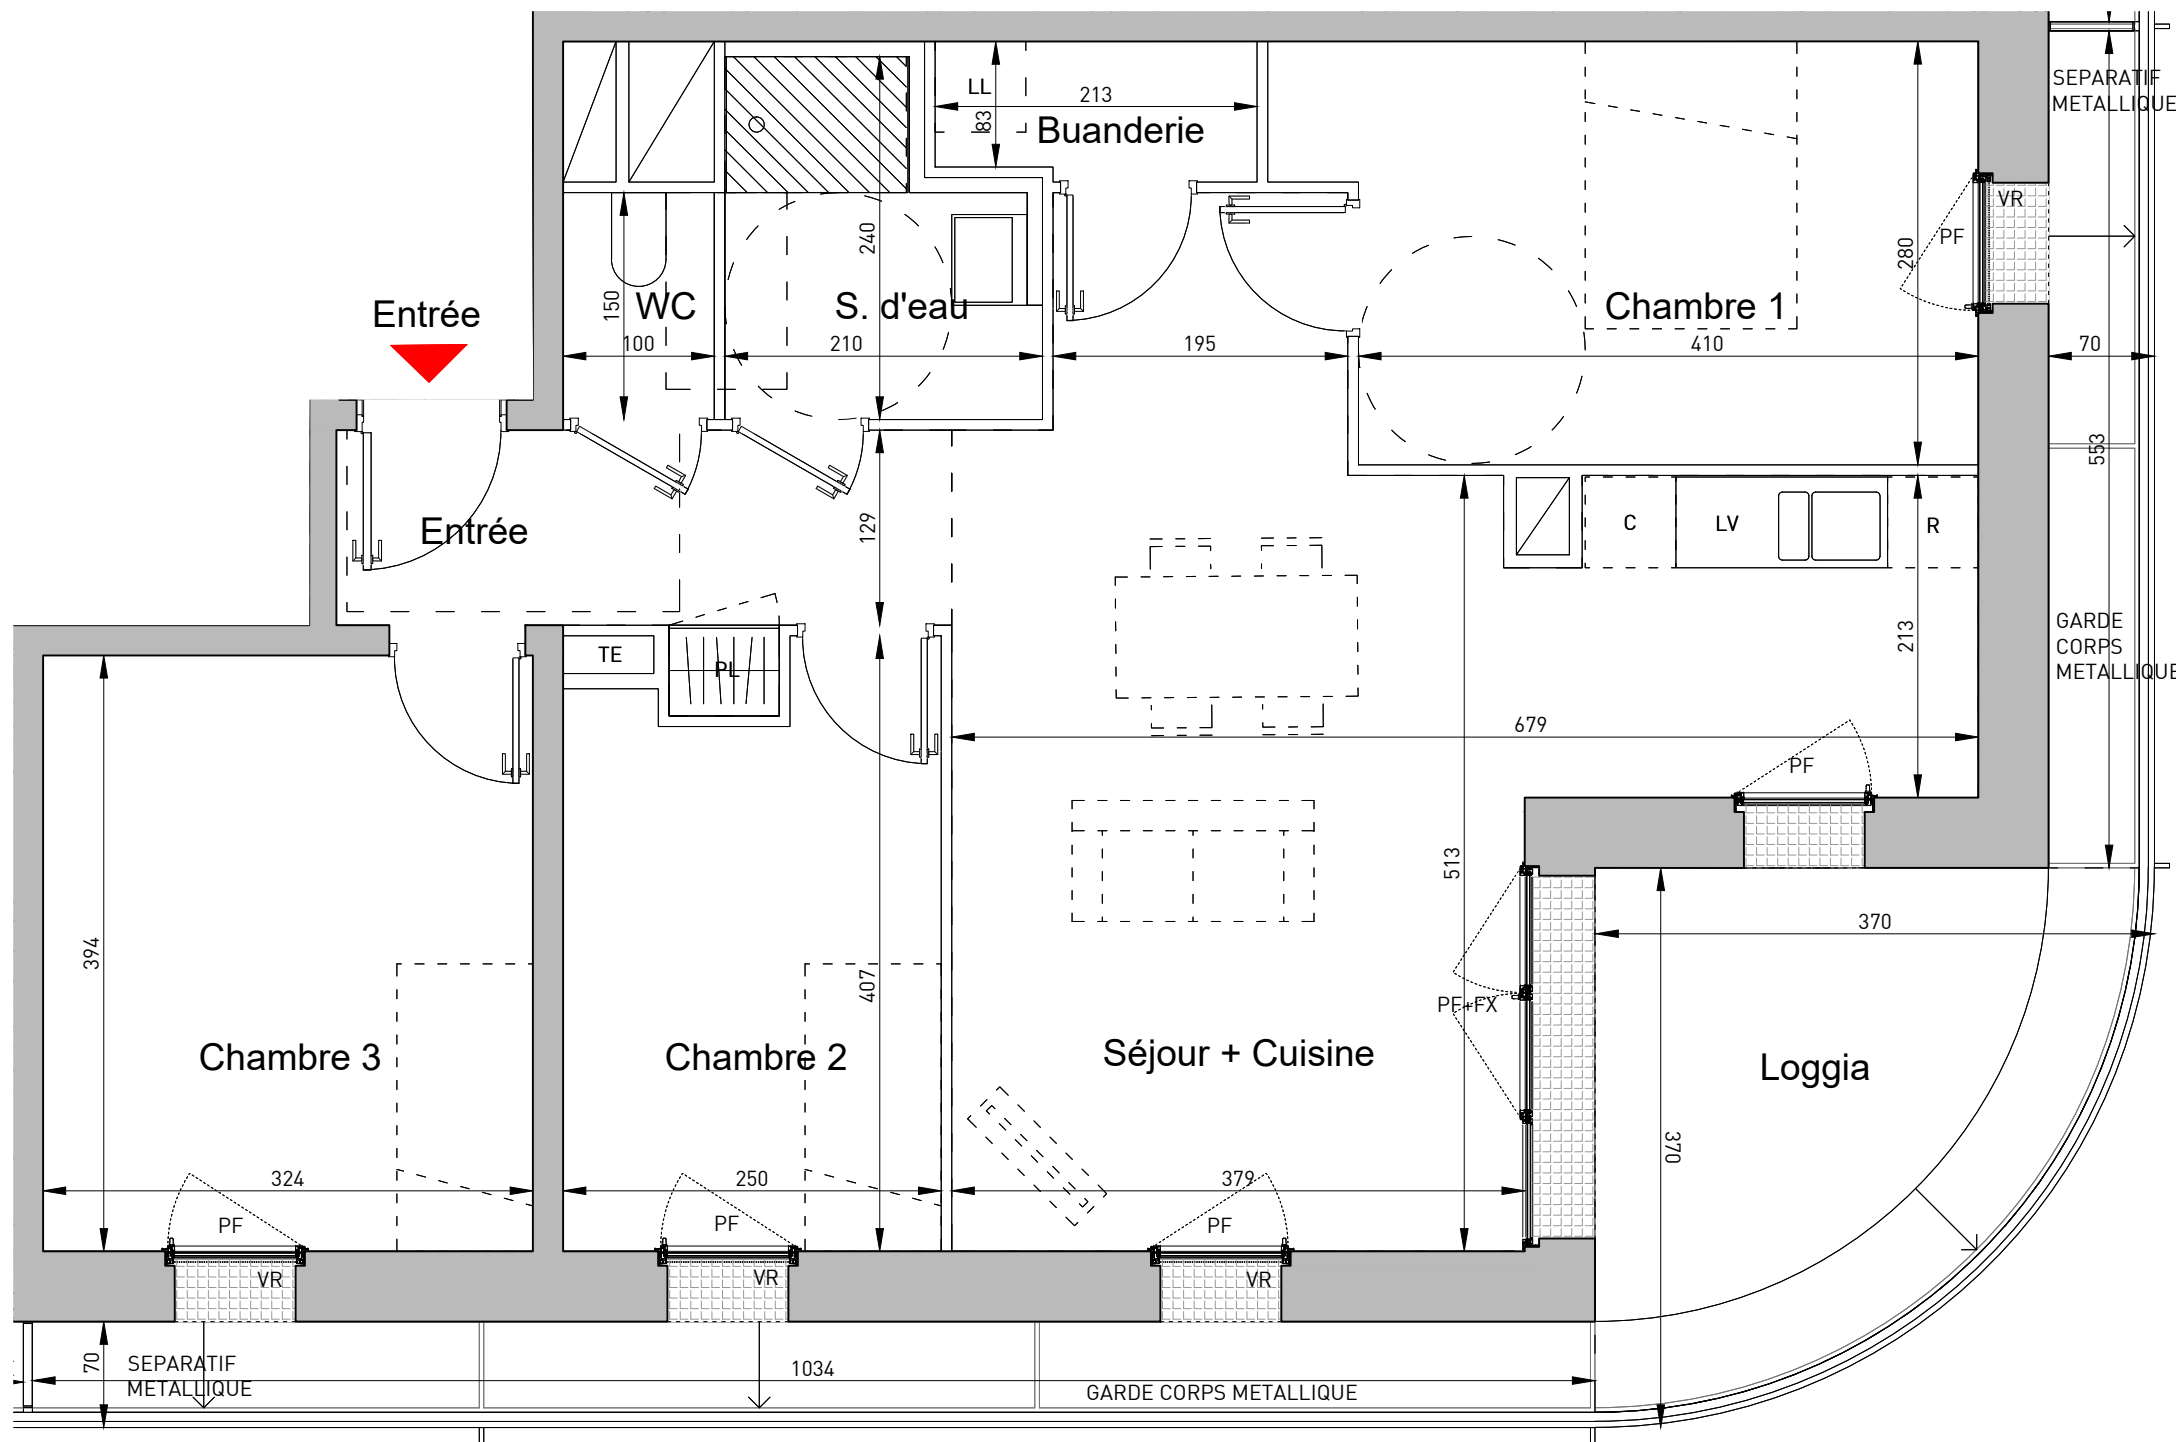 SEPARATIF
METALLIQUE
LL
213
83
Buanderie
240
VR
PF
280
150
WC
S. d'eau
Chambre 1
Entrée
100
210
195
410
70
553
Entrée
129
C
LV
R
GARDE
CORPS
METALLIQUE
213
TE
PL
679
PF
513
370
394
407
PF+FX
Chambre 3
Chambre 2
Séjour + Cuisine
Loggia
370
324
250
379
PF
PF
PF
VR
VR
VR
70
SEPARATIF
METALLIQUE
1034
GARDE CORPS METALLIQUE